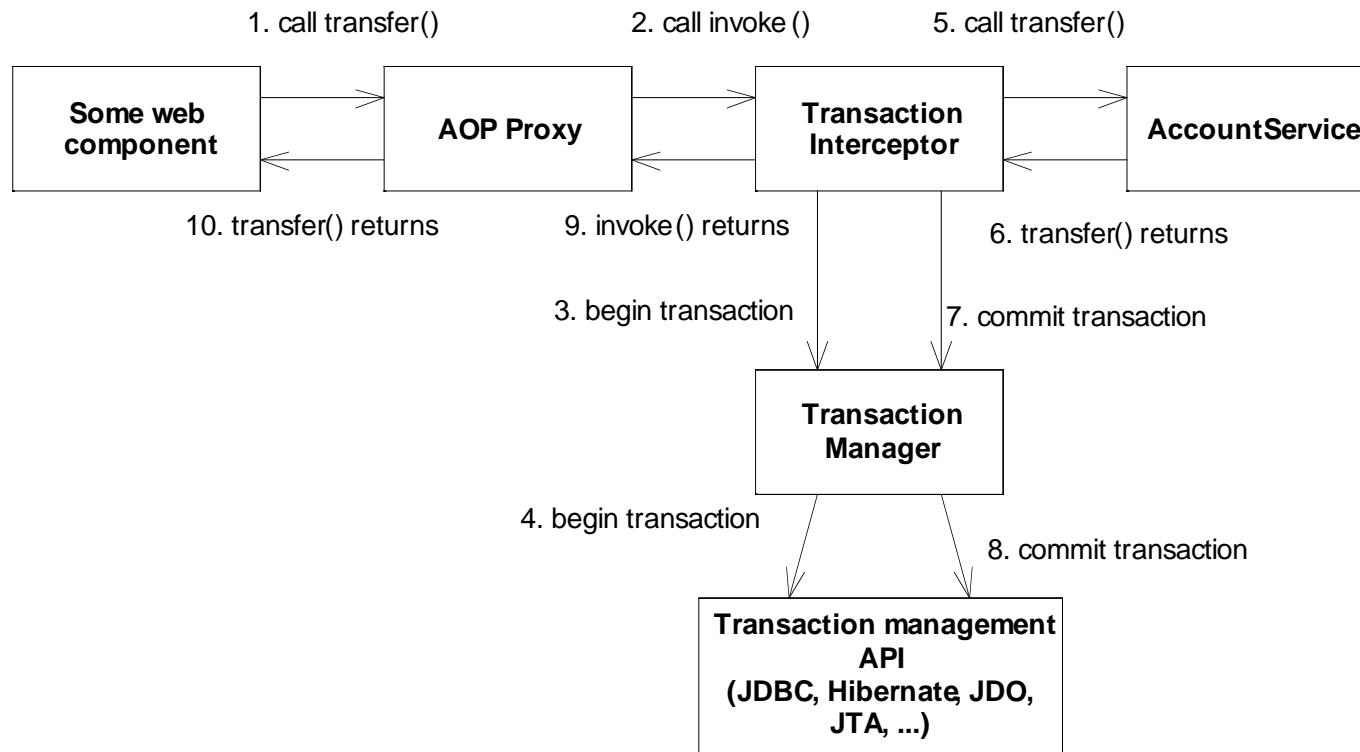 1. call transfer()
2. call invoke ()
5. call transfer()
Some web
component
AOP Proxy
Transaction
Interceptor
AccountService
10. transfer() returns
9. invoke () returns
6. transfer() returns
3. begin transaction
7. commit transaction
Transaction
Manager
4. begin transaction
8. commit transaction
Transaction management
API
(JDBC, Hibernate, JDO,
JTA, ...)